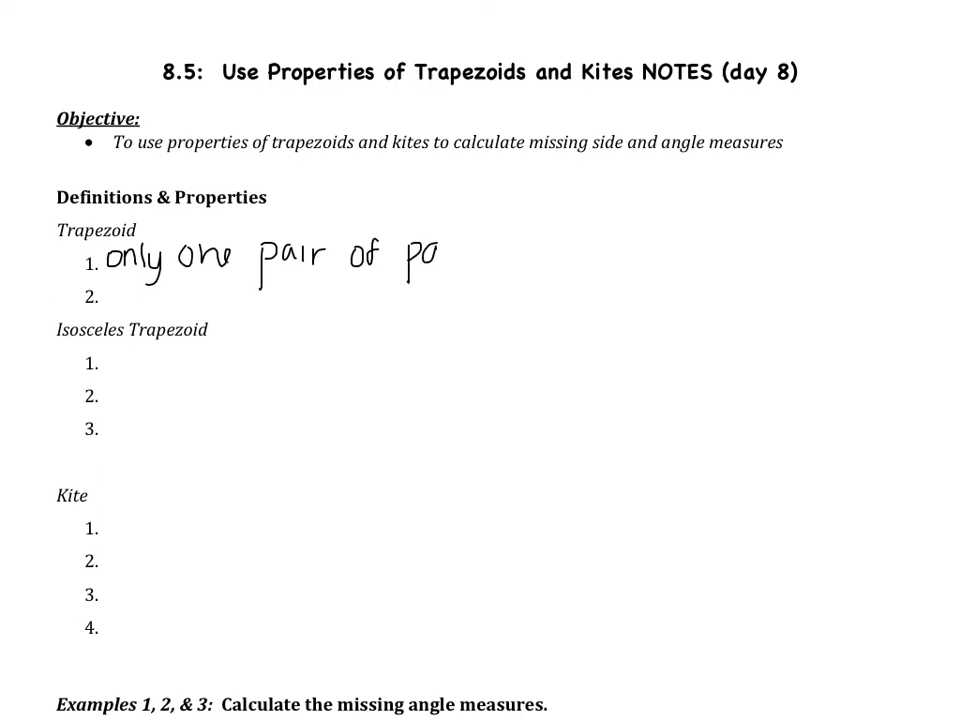 8.5: Use Properties of Trapezoids and Kites NOTES (day 8)
Objective:
• To use properties of trapezoids and kites to calculate missing side and angle measures
Definitions & Properties
Trapezoid
1. only one pair of pa
2.
Isosceles Trapezoid
1.
2.
3.
Kite
1.
2.
3.
4.
Examples 1, 2, & 3: Calculate the missing angle measures.